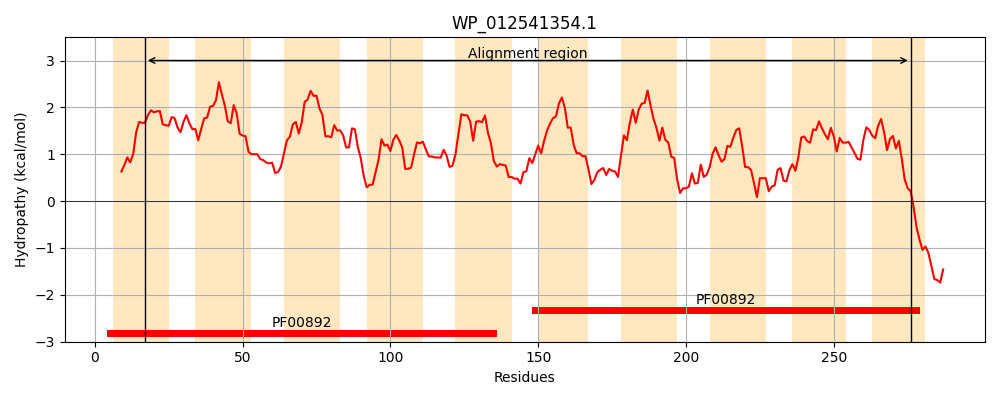 WP_012541354.1
Alignment region
Hydropathy (kcal/mol)
3
2
1
0
−1
−2
−3
PF00892
PF00892
0 50 100 150 200 250
Residues